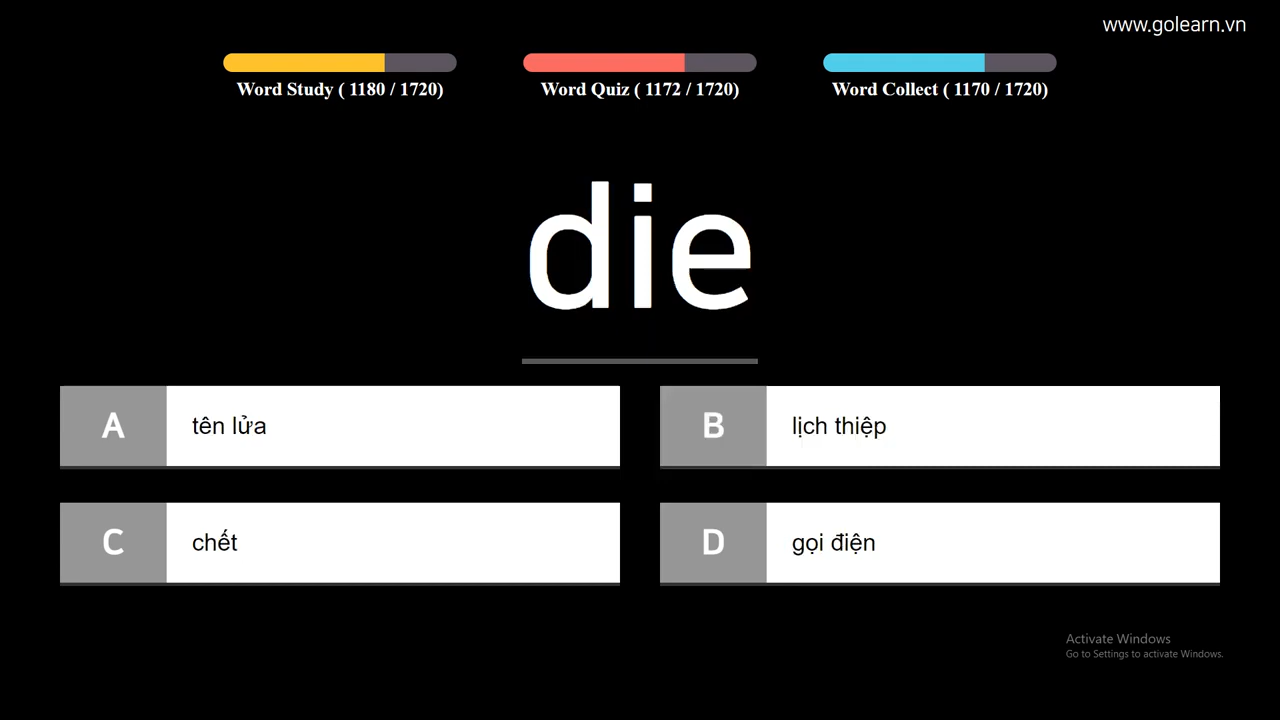 www.golearn.vn
Word Study ( 1180 / 1720)
Word Quiz ( 1172 / 1720)
Word Collect ( 1170 / 1720)
die
A tên lửa
B lịch thiệp
C chết
D gọi điện
Activate Windows
Go to Settings to activate Windows.